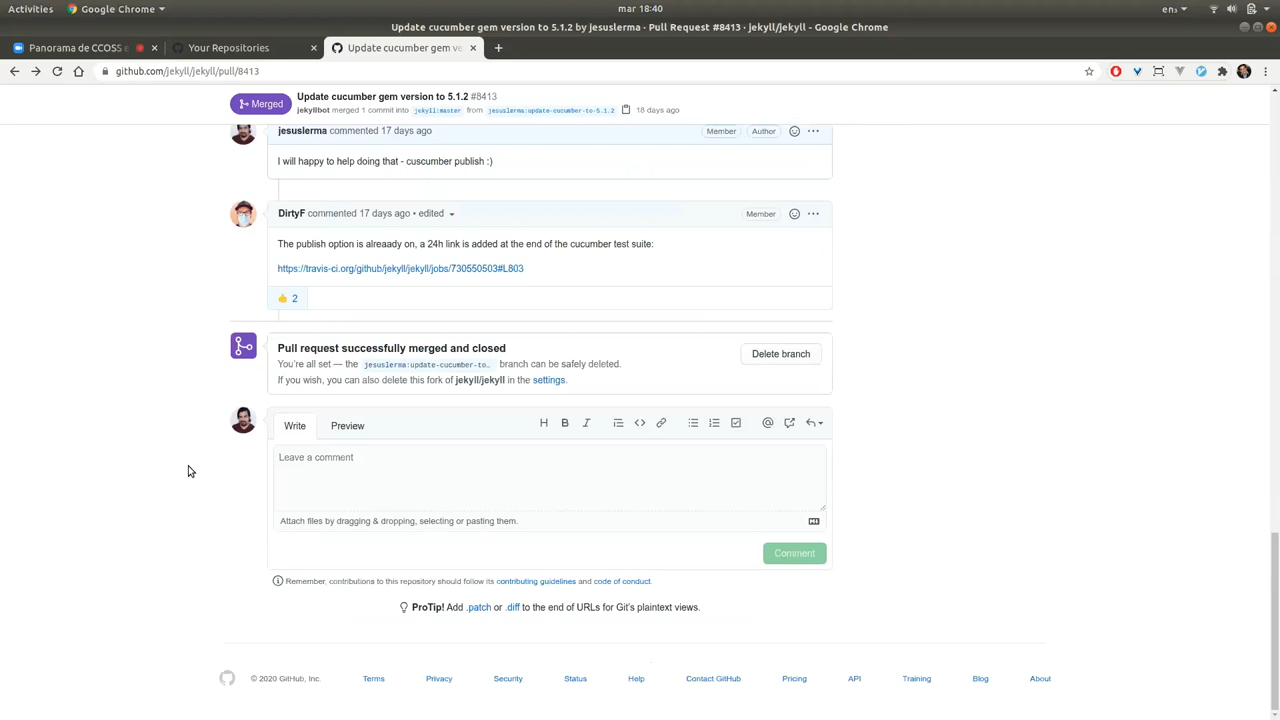 Activities
Google Chrome
mar 18:40
en₅
Update cucumber gem version to 5.1.2 by jesuslerma · Pull Request #8413 · jekyll/jekyll - Google Chrome
Panorama de CCOSS e
Your Repositories
Update cucumber gem ve
github.com/jekyll/jekyll/pull/8413
Merged
Update cucumber gem version to 5.1.2 #8413
jekyllbot merged 1 commit into jekyll:master from jesuslerma:update-cucumber-to-5.1.2 18 days ago
jesuslerma commented 17 days ago
Member Author
I will happy to help doing that - cuscumber publish :)
DirtyF commented 17 days ago • edited
Member
The publish option is alreaady on, a 24h link is added at the end of the cucumber test suite:
https://travis-ci.org/github/jekyll/jekyll/jobs/730550503#L803
👍 2
Pull request successfully merged and closed
You're all set — the jesuslerma:update-cucumber-to… branch can be safely deleted.
If you wish, you can also delete this fork of jekyll/jekyll in the settings.
Delete branch
Write Preview
Leave a comment
Attach files by dragging & dropping, selecting or pasting them.
Comment
Remember, contributions to this repository should follow its contributing guidelines and code of conduct.
ProTip! Add .patch or .diff to the end of URLs for Git's plaintext views.
© 2020 GitHub, Inc. Terms Privacy Security Status Help Contact GitHub Pricing API Training Blog About